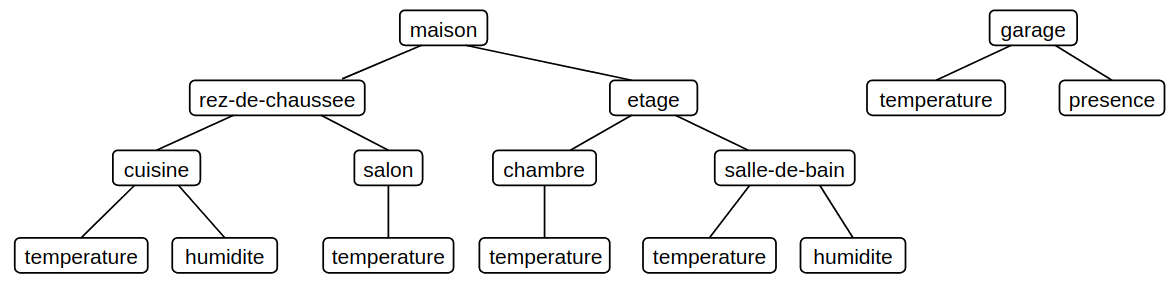 maison
garage
rez-de-chaussee
etage
temperature
presence
cuisine
salon
chambre
salle-de-bain
temperature
humidite
temperature
temperature
temperature
humidite